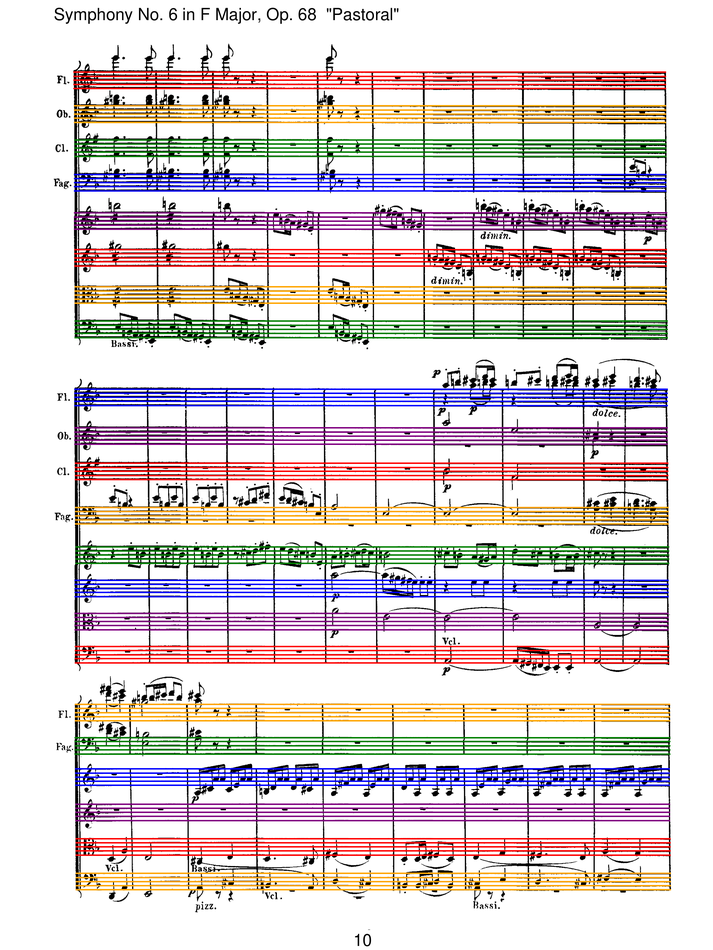 Symphony No. 6 in F Major, Op. 68 "Pastoral"
Fl.
Ob.
Cl.
Fag.
dimin.
p
dimin.
Bassi.
p
Fl.
p
p
dolce.
Ob.
p
Cl.
p
Fag.
dolce.
p
p
Vcl.
p
Fl.
Fag.
p
Vcl.
Bassi.
p
pizz.
Vcl.
p
Bassi.
10